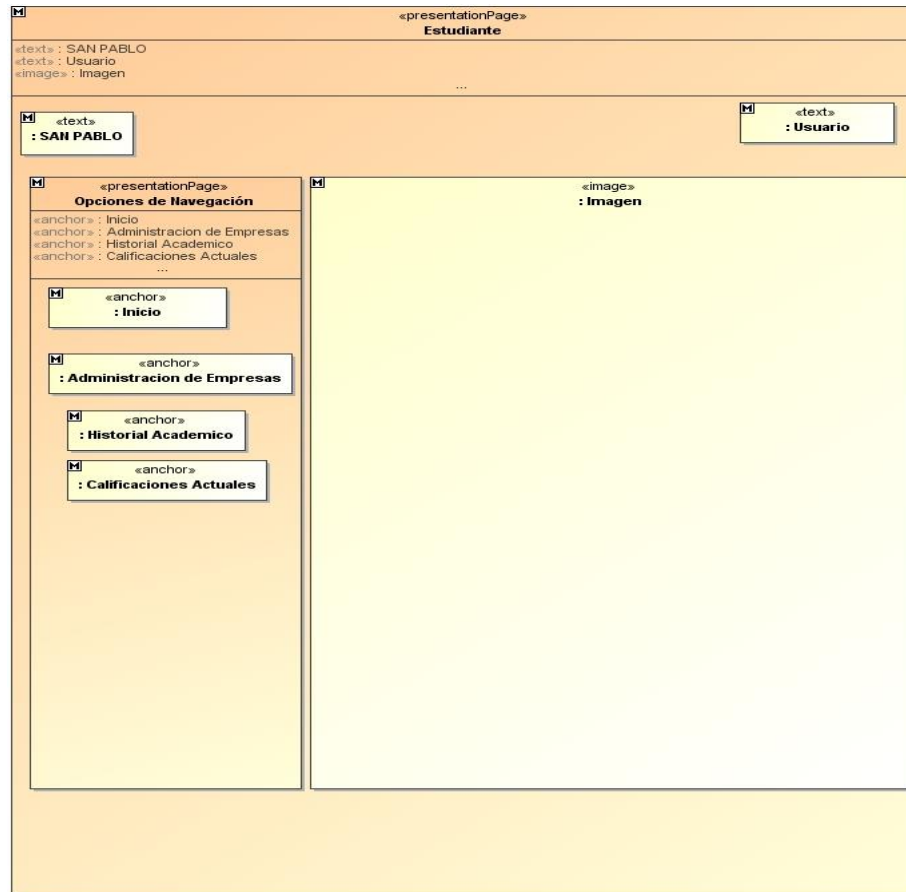 «presentationPage»
Estudiante
«text» : SAN PABLO
«text» : Usuario
«image» : Imagen
...
«text»
: SAN PABLO
«text»
: Usuario
«presentationPage»
Opciones de Navegación
«anchor» : Inicio
«anchor» : Administracion de Empresas
«anchor» : Historial Academico
«anchor» : Calificaciones Actuales
...
«anchor»
: Inicio
«anchor»
: Administracion de Empresas
«anchor»
: Historial Academico
«anchor»
: Calificaciones Actuales
«image»
: Imagen